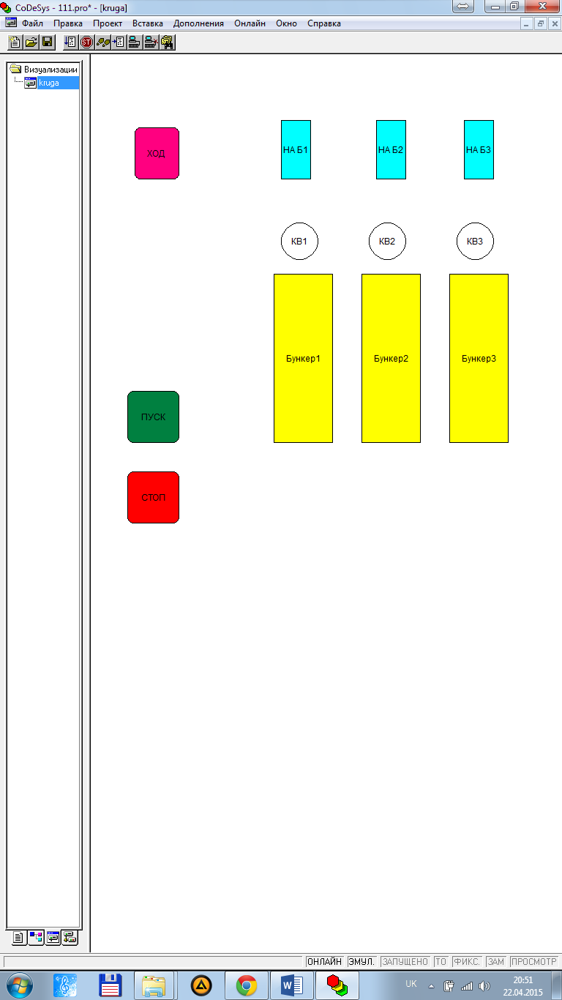 CoDeSys - 111.pro* - [kruga]
Файл Правка Проект Вставка Дополнения Онлайн Окно Справка
ST
Визуализации
kruga
ХОД
НА Б1
НА Б2
НА Б3
КВ1
КВ2
КВ3
Бункер1
Бункер2
Бункер3
ПУСК
СТОП
ОНЛАЙН ЭМУЛ. ЗАПУЩЕНО ТО ФИКС. ЗАМ ПРОСМОТР
UK
20:51
22.04.2015